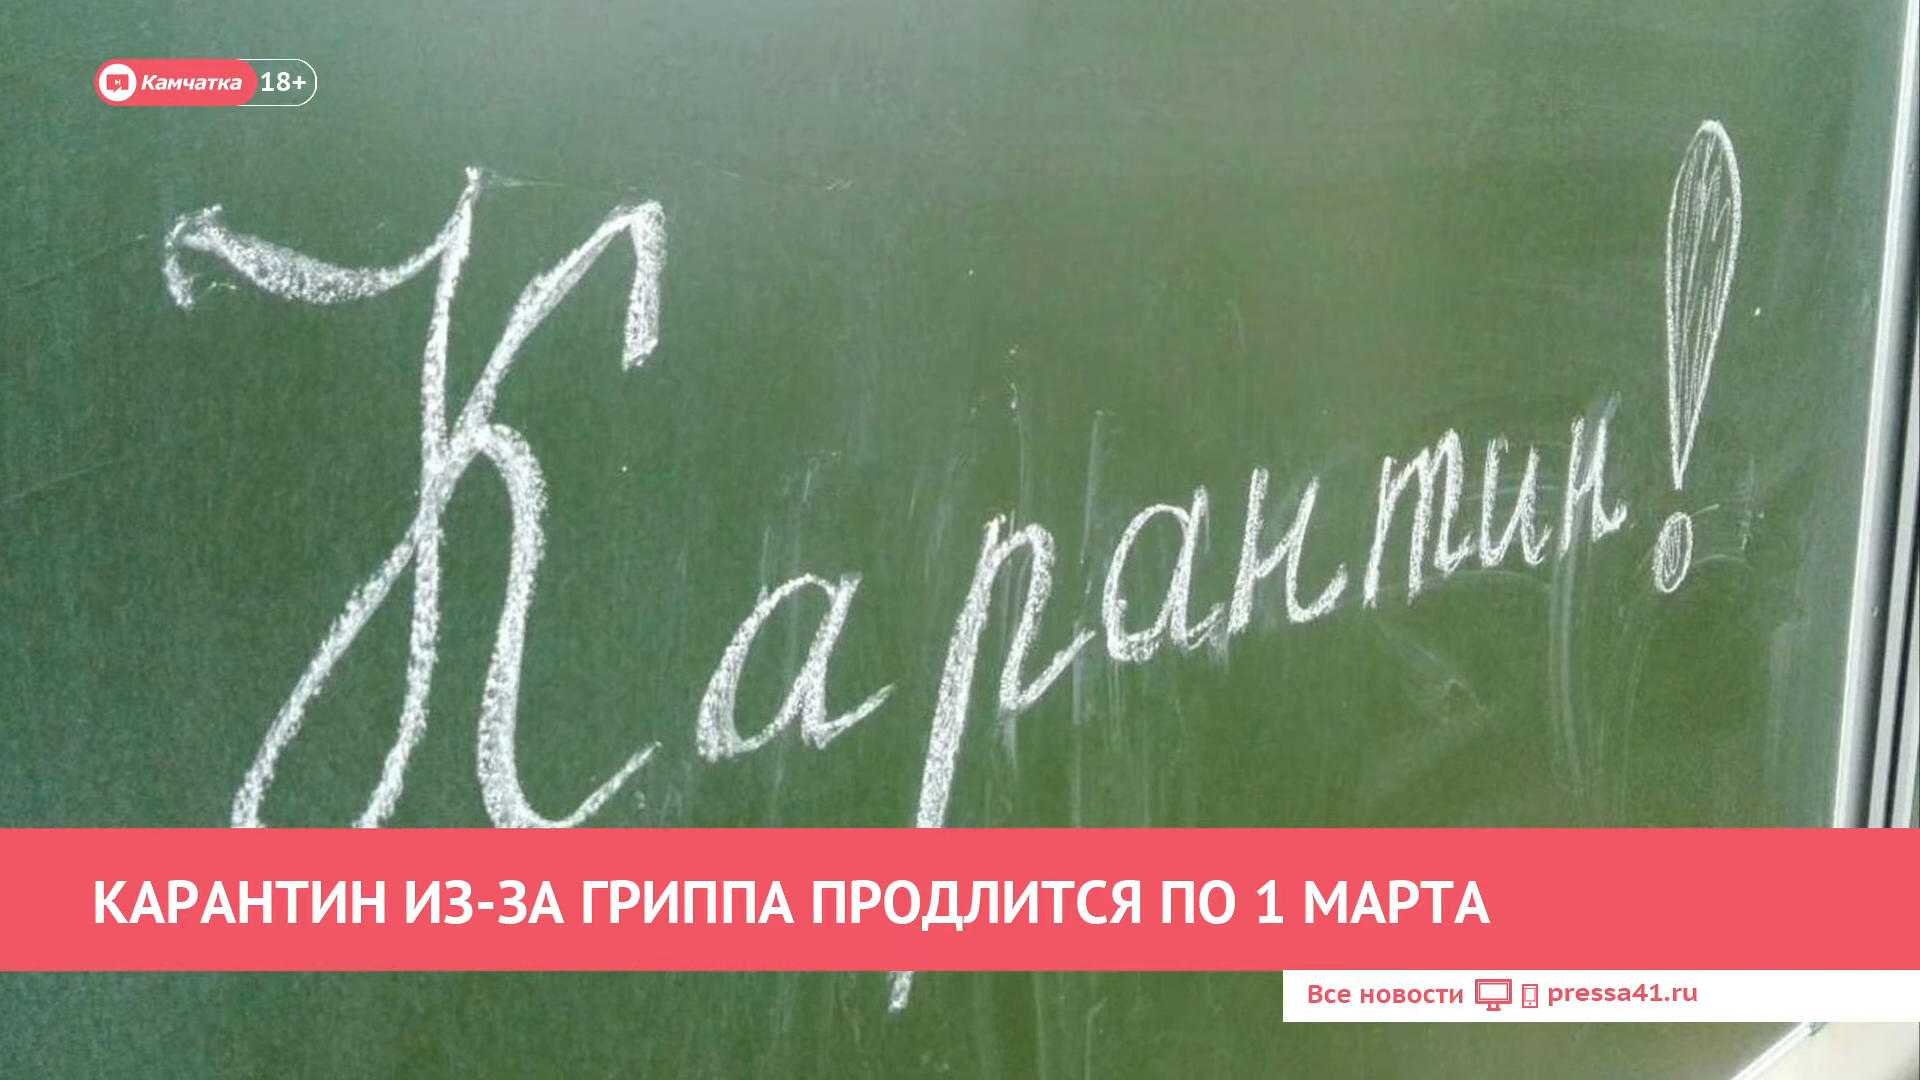 Камчатка 18+
Карантин!
КАРАНТИН ИЗ-ЗА ГРИППА ПРОДЛИТСЯ ПО 1 МАРТА
Все новости pressa41.ru